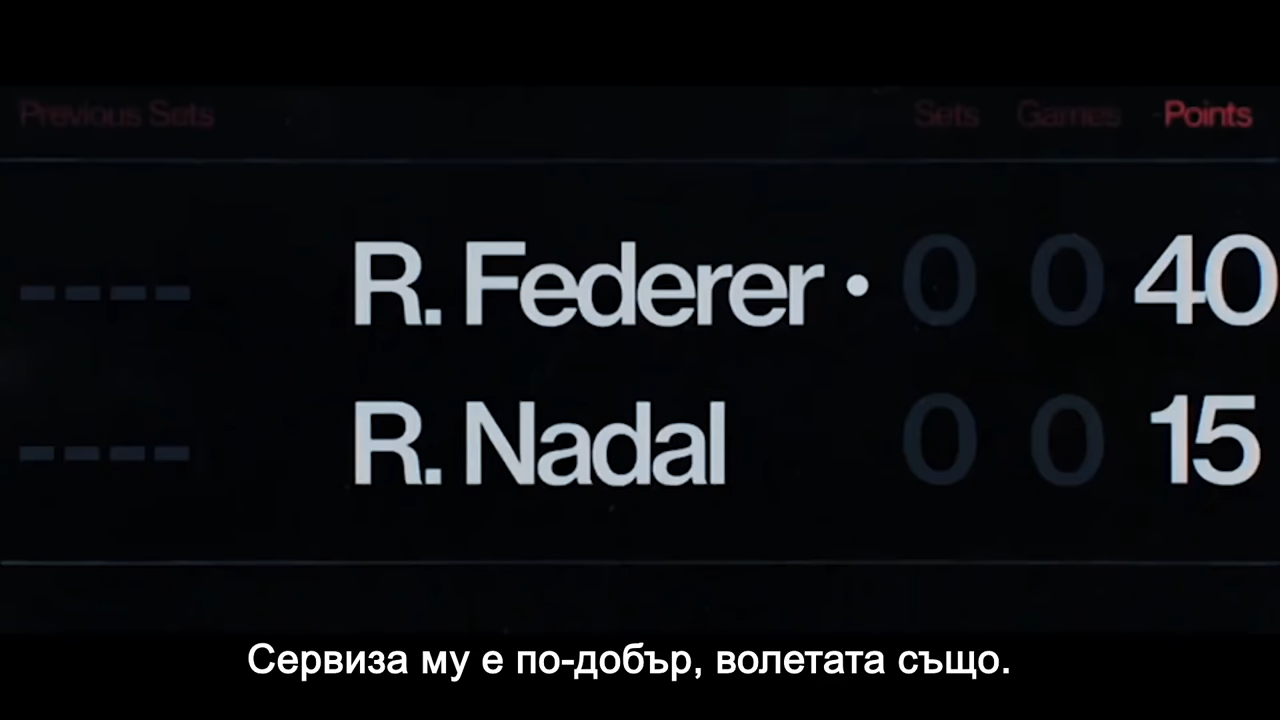 Previous Sets Sets Games Points
R. Federer • 0 0 40
R. Nadal 0 0 15
Сервиза му е по-добър, волетата също.